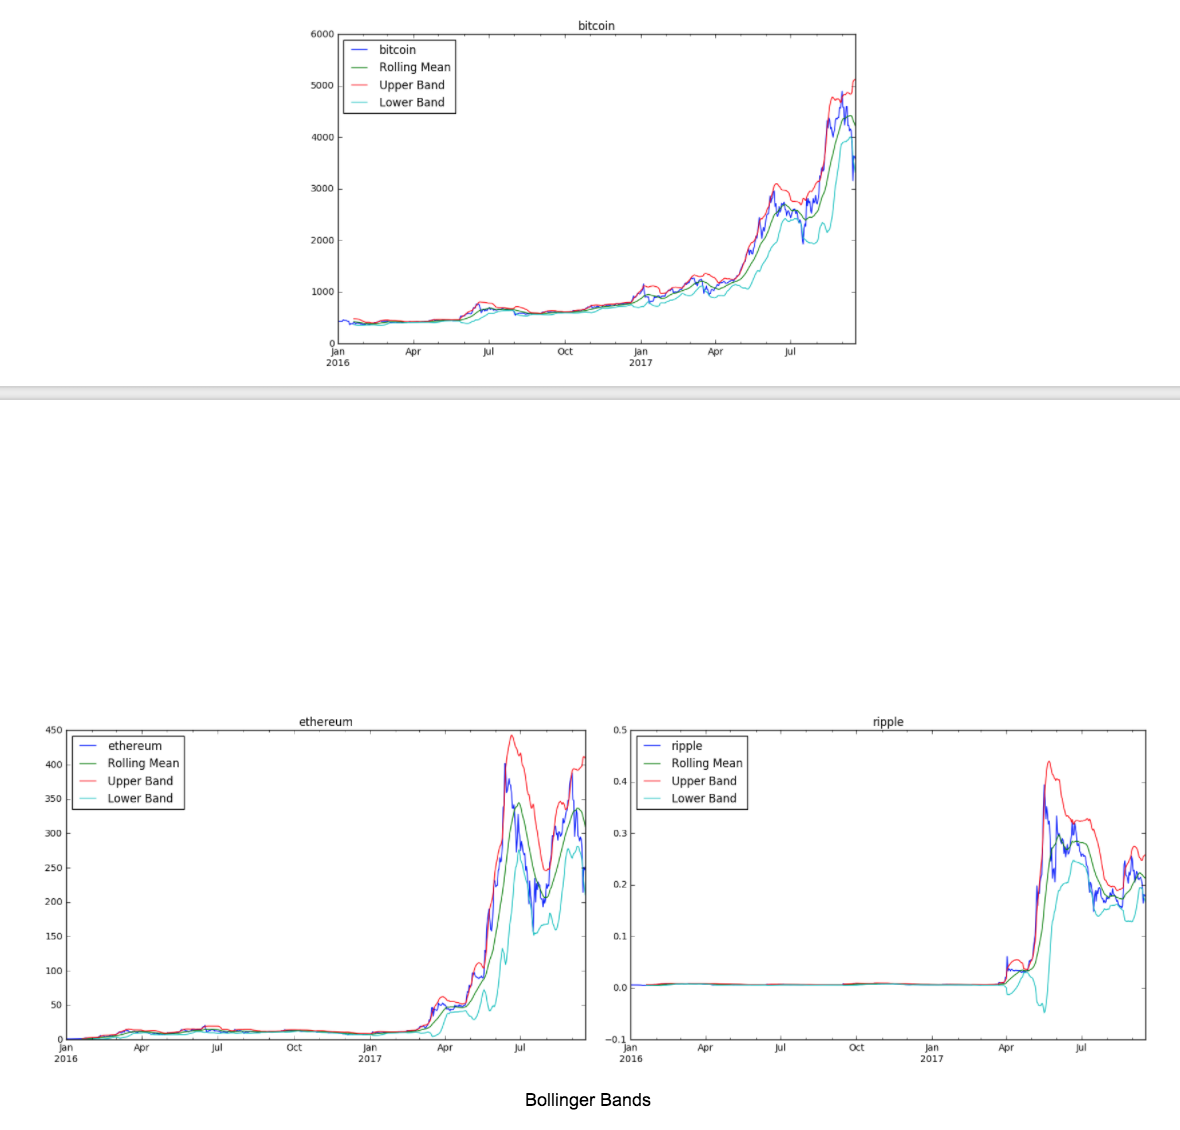 bitcoin
6000
5000
4000
3000
2000
1000
0
bitcoin
Rolling Mean
Upper Band
Lower Band
Jan Apr Jul Oct Jan Apr Jul
2016 2017
ethereum
450
400
350
300
250
200
150
100
50
0
ethereum
Rolling Mean
Upper Band
Lower Band
Jan Apr Jul Oct Jan Apr Jul
2016 2017
ripple
0.5
0.4
0.3
0.2
0.1
0.0
−0.1
ripple
Rolling Mean
Upper Band
Lower Band
Jan Apr Jul Oct Jan Apr Jul
2016 2017
Bollinger Bands